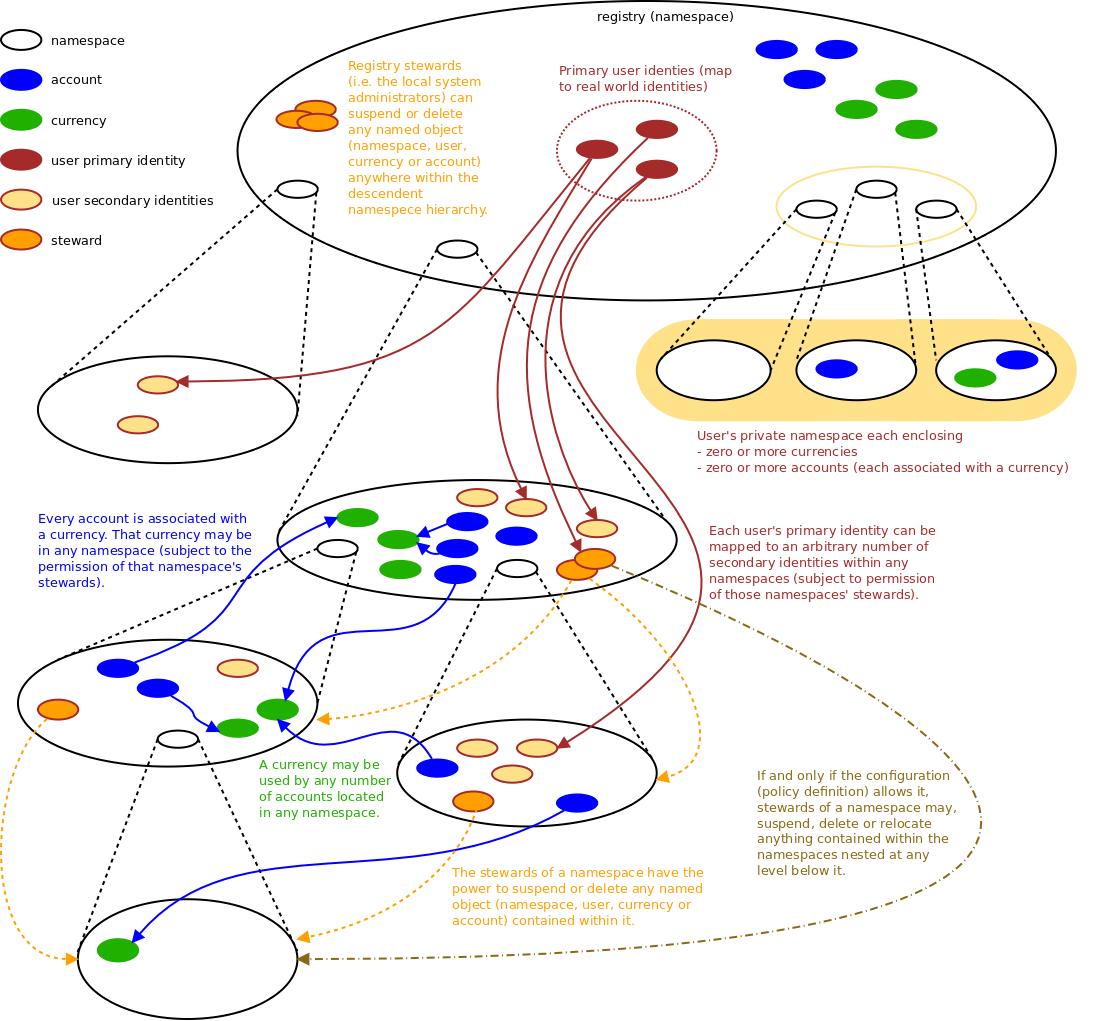 registry (namespace)
namespace
account
currency
user primary identity
user secondary identities
steward
Registry stewards
(i.e. the local system
administrators) can
suspend or delete
any named object
(namespace, user,
currency or account)
anywhere within the
descendent
namespece hierarchy.
Primary user identies (map
to real world identities)
User's private namespace each enclosing
- zero or more currencies
- zero or more accounts (each associated with a currency)
Every account is associated with
a currency. That currency may be
in any namespace (subject to the
permission of that namespace's
stewards).
Each user's primary identity can be
mapped to an arbitrary number of
secondary identities within any
namespaces (subject to permission
of those namespaces' stewards).
A currency may be
used by any number
of accounts located
in any namespace.
If and only if the configuration
(policy definition) allows it,
stewards of a namespace may,
suspend, delete or relocate
anything contained within the
namespaces nested at any
level below it.
The stewards of a namespace have the
power to suspend or delete any named
object (namespace, user, currency or
account) contained within it.